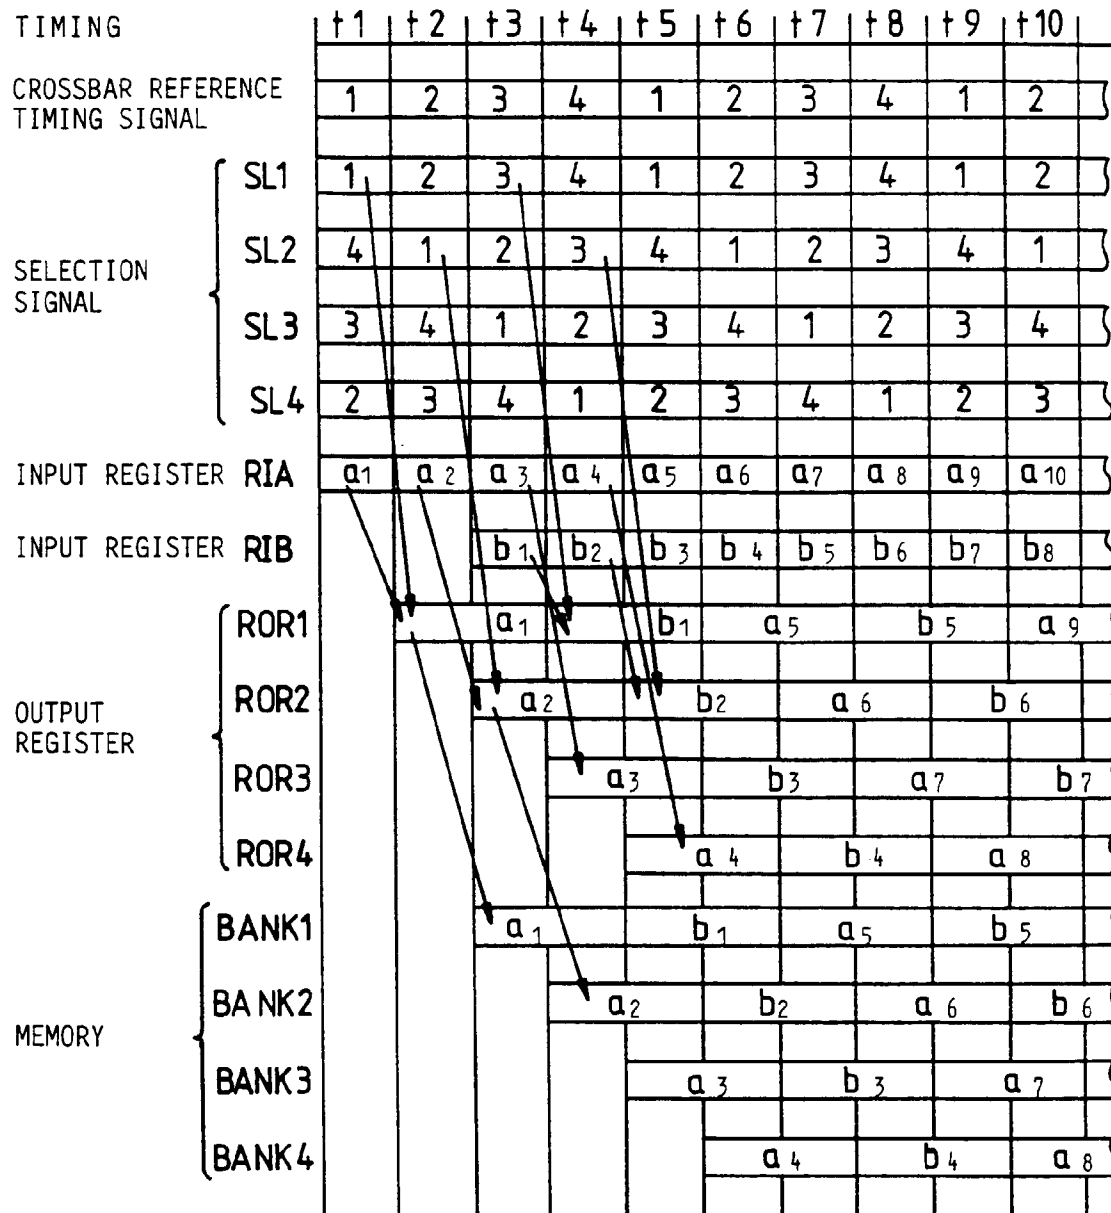 TIMING t1 t2 t3 t4 t5 t6 t7 t8 t9 t10
CROSSBAR REFERENCE
TIMING SIGNAL
1 2 3 4 1 2 3 4 1 2
SELECTION
SIGNAL
SL1 1 2 3 4 1 2 3 4 1 2
SL2 4 1 2 3 4 1 2 3 4 1
SL3 3 4 1 2 3 4 1 2 3 4
SL4 2 3 4 1 2 3 4 1 2 3
INPUT REGISTER RIA a1 a2 a3 a4 a5 a6 a7 a8 a9 a10
INPUT REGISTER RIB b1 b2 b3 b4 b5 b6 b7 b8
OUTPUT
REGISTER
ROR1 a1 b1 a5 b5 a9
ROR2 a2 b2 a6 b6
ROR3 a3 b3 a7 b7
ROR4 a4 b4 a8
MEMORY
BANK1 a1 b1 a5 b5
BANK2 a2 b2 a6 b6
BANK3 a3 b3 a7
BANK4 a4 b4 a8